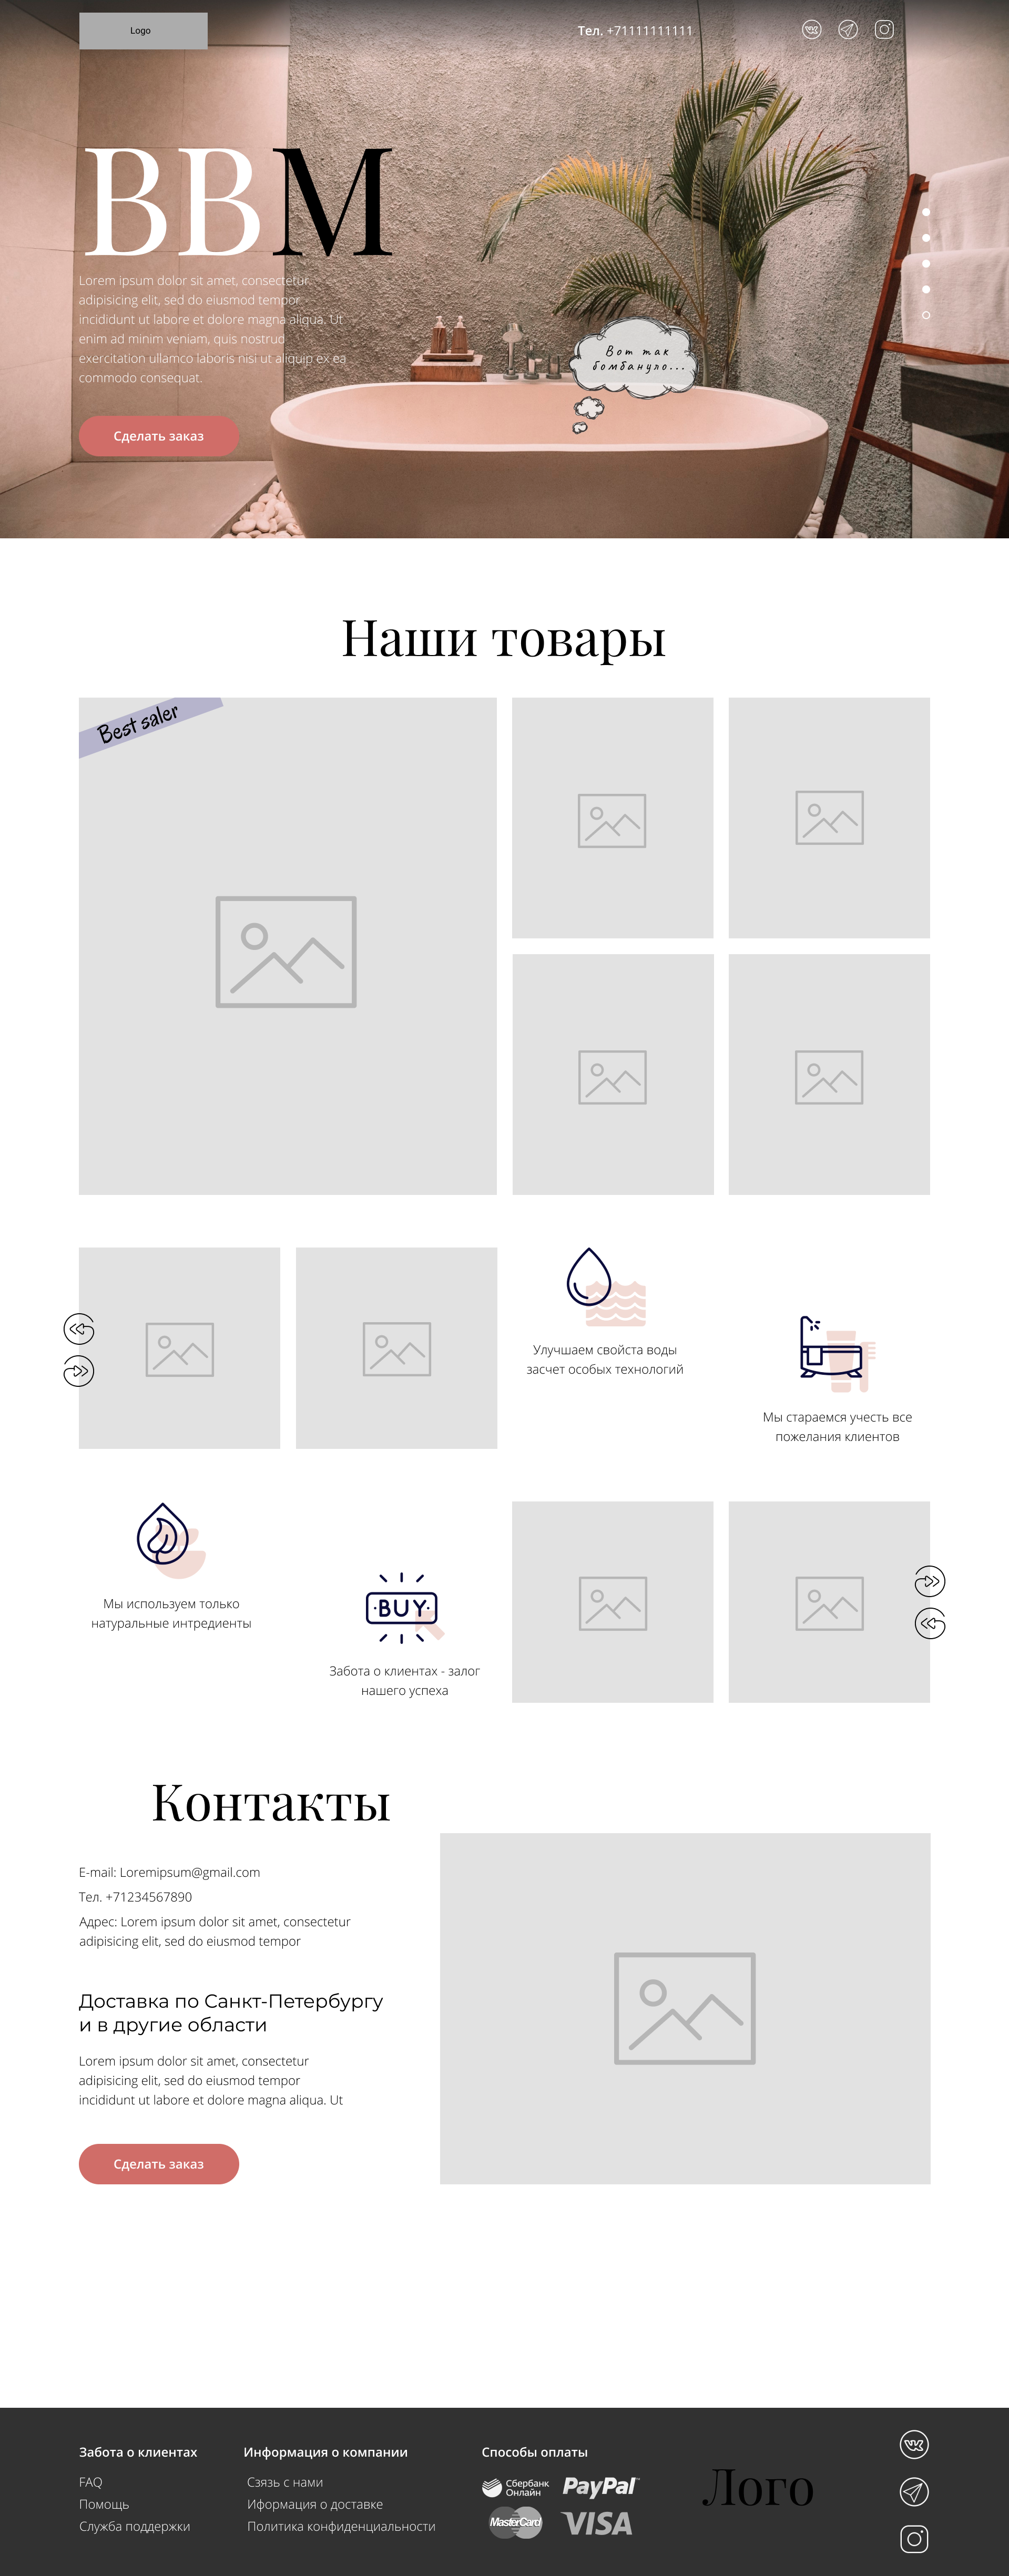 Logo
Тел. +71111111111
BBM
Lorem ipsum dolor sit amet, consectetur
adipisicing elit, sed do eiusmod tempor
incididunt ut labore et dolore magna aliqua. Ut
enim ad minim veniam, quis nostrud
exercitation ullamco laboris nisi ut aliquip ex ea
commodo consequat.
Вот так
бомбануло...
Сделать заказ
Наши товары
Best saler
Улучшаем свойста воды
засчет особых технологий
Мы стараемся учесть все
пожелания клиентов
Мы используем только
натуральные интредиенты
BUY
Забота о клиентах - залог
нашего успеха
Контакты
E-mail: Loremipsum@gmail.com
Тел. +71234567890
Адрес: Lorem ipsum dolor sit amet, consectetur
adipisicing elit, sed do eiusmod tempor
Доставка по Санкт-Петербургу
и в другие области
Lorem ipsum dolor sit amet, consectetur
adipisicing elit, sed do eiusmod tempor
incididunt ut labore et dolore magna aliqua. Ut
Сделать заказ
Забота о клиентах
FAQ
Помощь
Служба поддержки
Информация о компании
Сзязь с нами
Иформация о доставке
Политика конфиденциальности
Способы оплаты
Сбербанк
Онлайн
PayPal
MasterCard
VISA
Лого